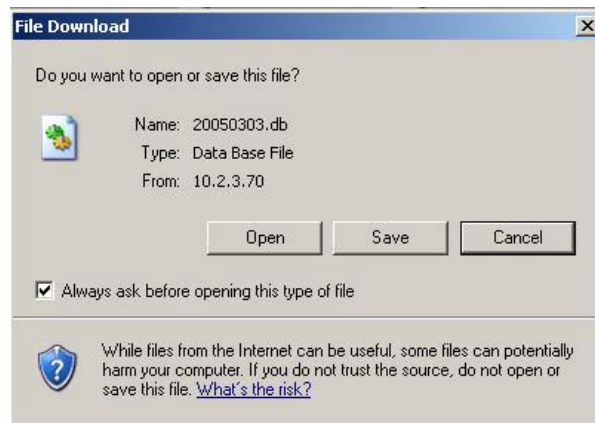 File Download
Do you want to open or save this file?
Name: 20050303.db
Type: Data Base File
From: 10.2.3.70
Open Save Cancel
Always ask before opening this type of file
While files from the Internet can be useful, some files can potentially
harm your computer. If you do not trust the source, do not open or
save this file. What's the risk?